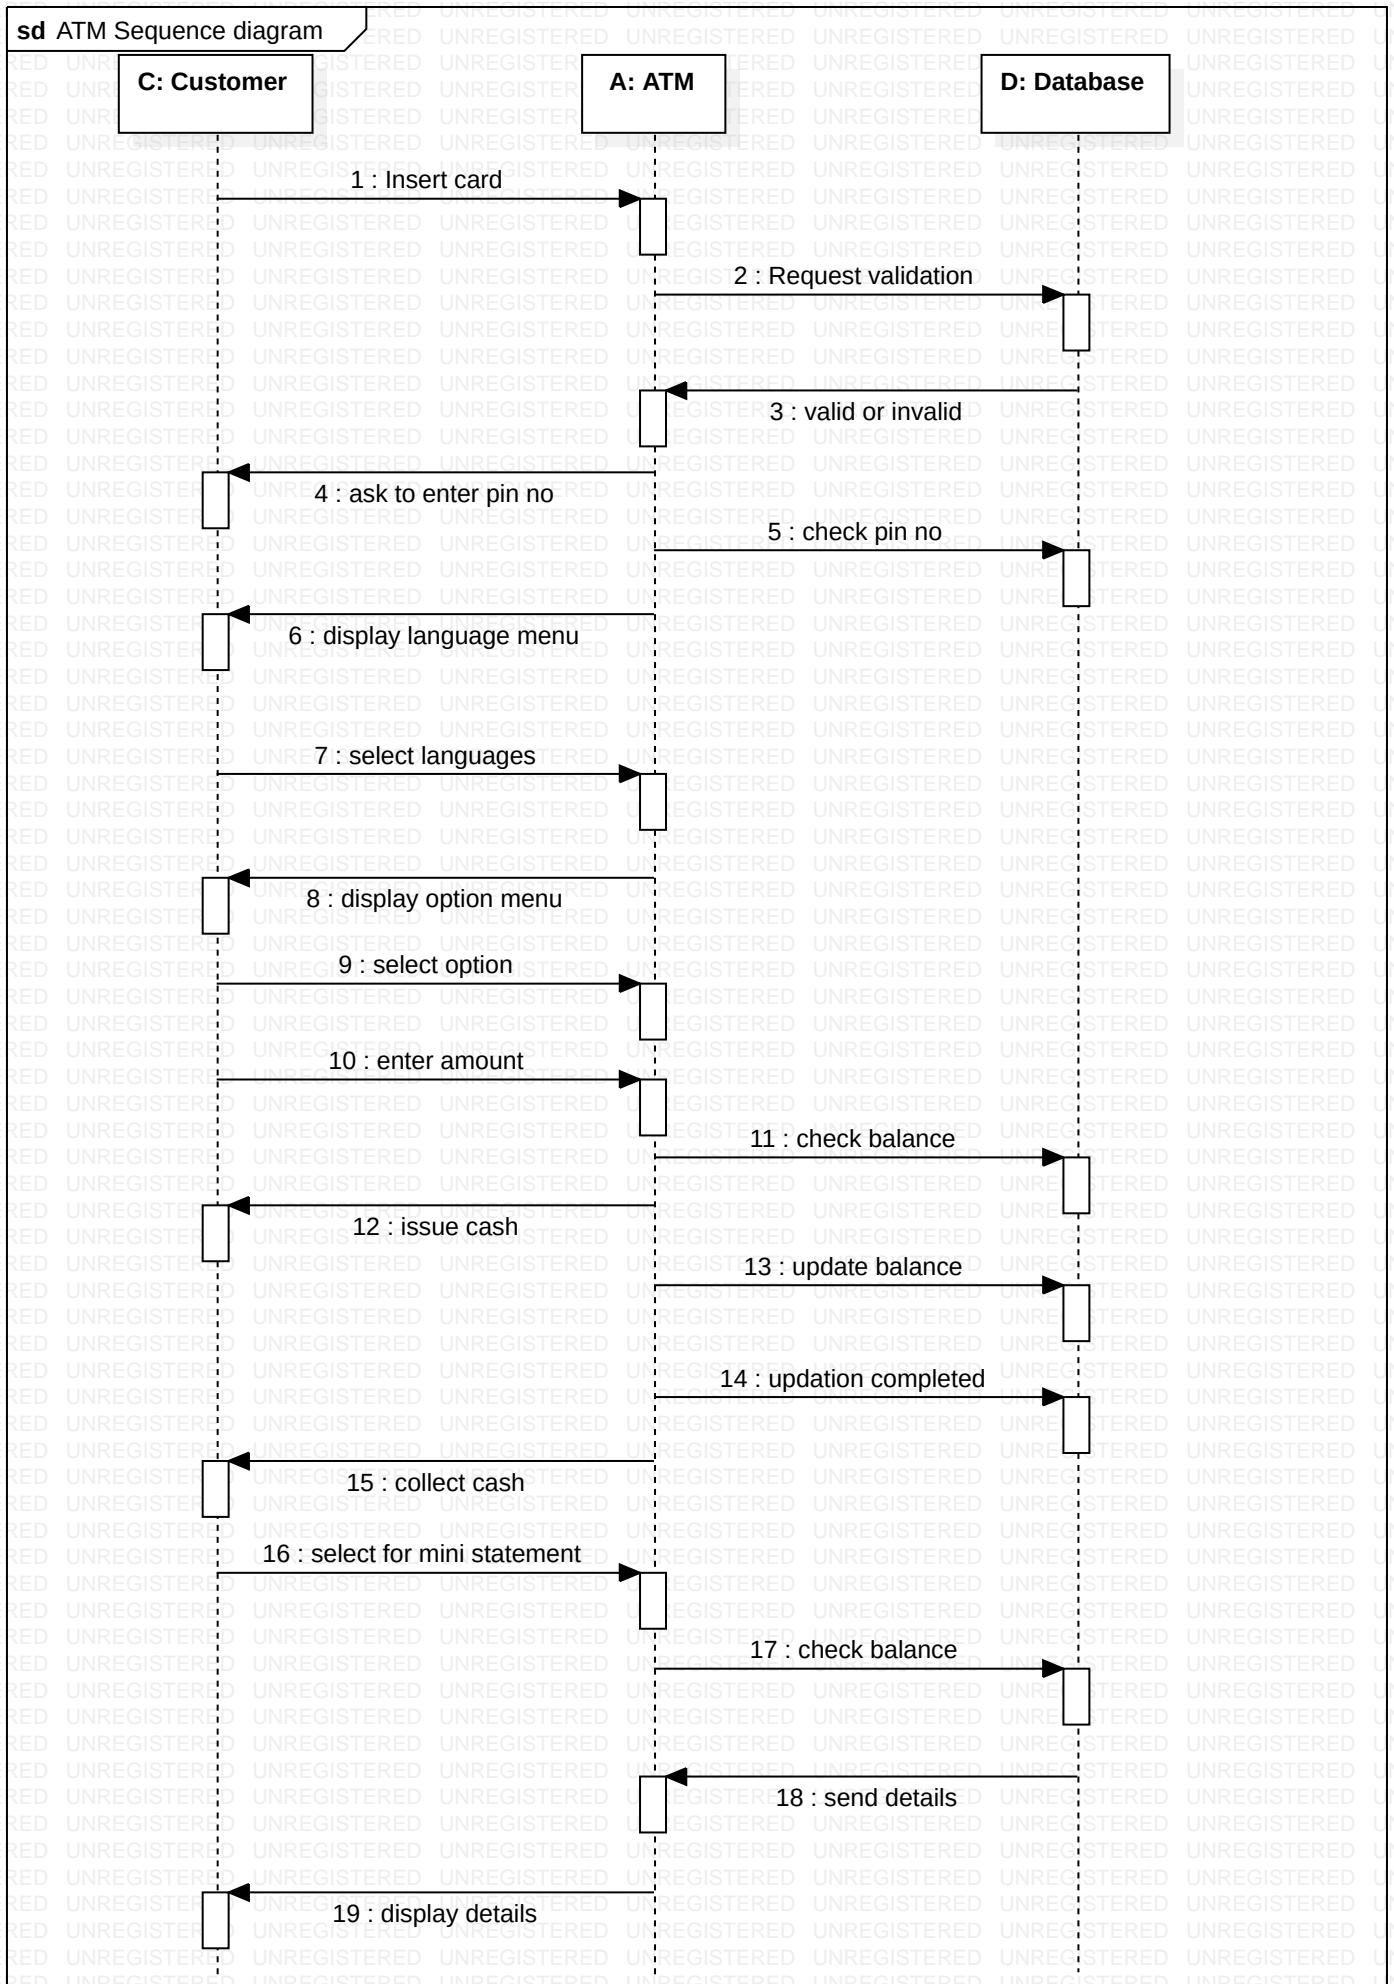 sd ATM Sequence diagram
C: Customer
A: ATM
D: Database
1 : Insert card
2 : Request validation
3 : valid or invalid
4 : ask to enter pin no
5 : check pin no
6 : display language menu
7 : select languages
8 : display option menu
9 : select option
10 : enter amount
11 : check balance
12 : issue cash
13 : update balance
14 : updation completed
15 : collect cash
16 : select for mini statement
17 : check balance
18 : send details
19 : display details
UNREGISTERED